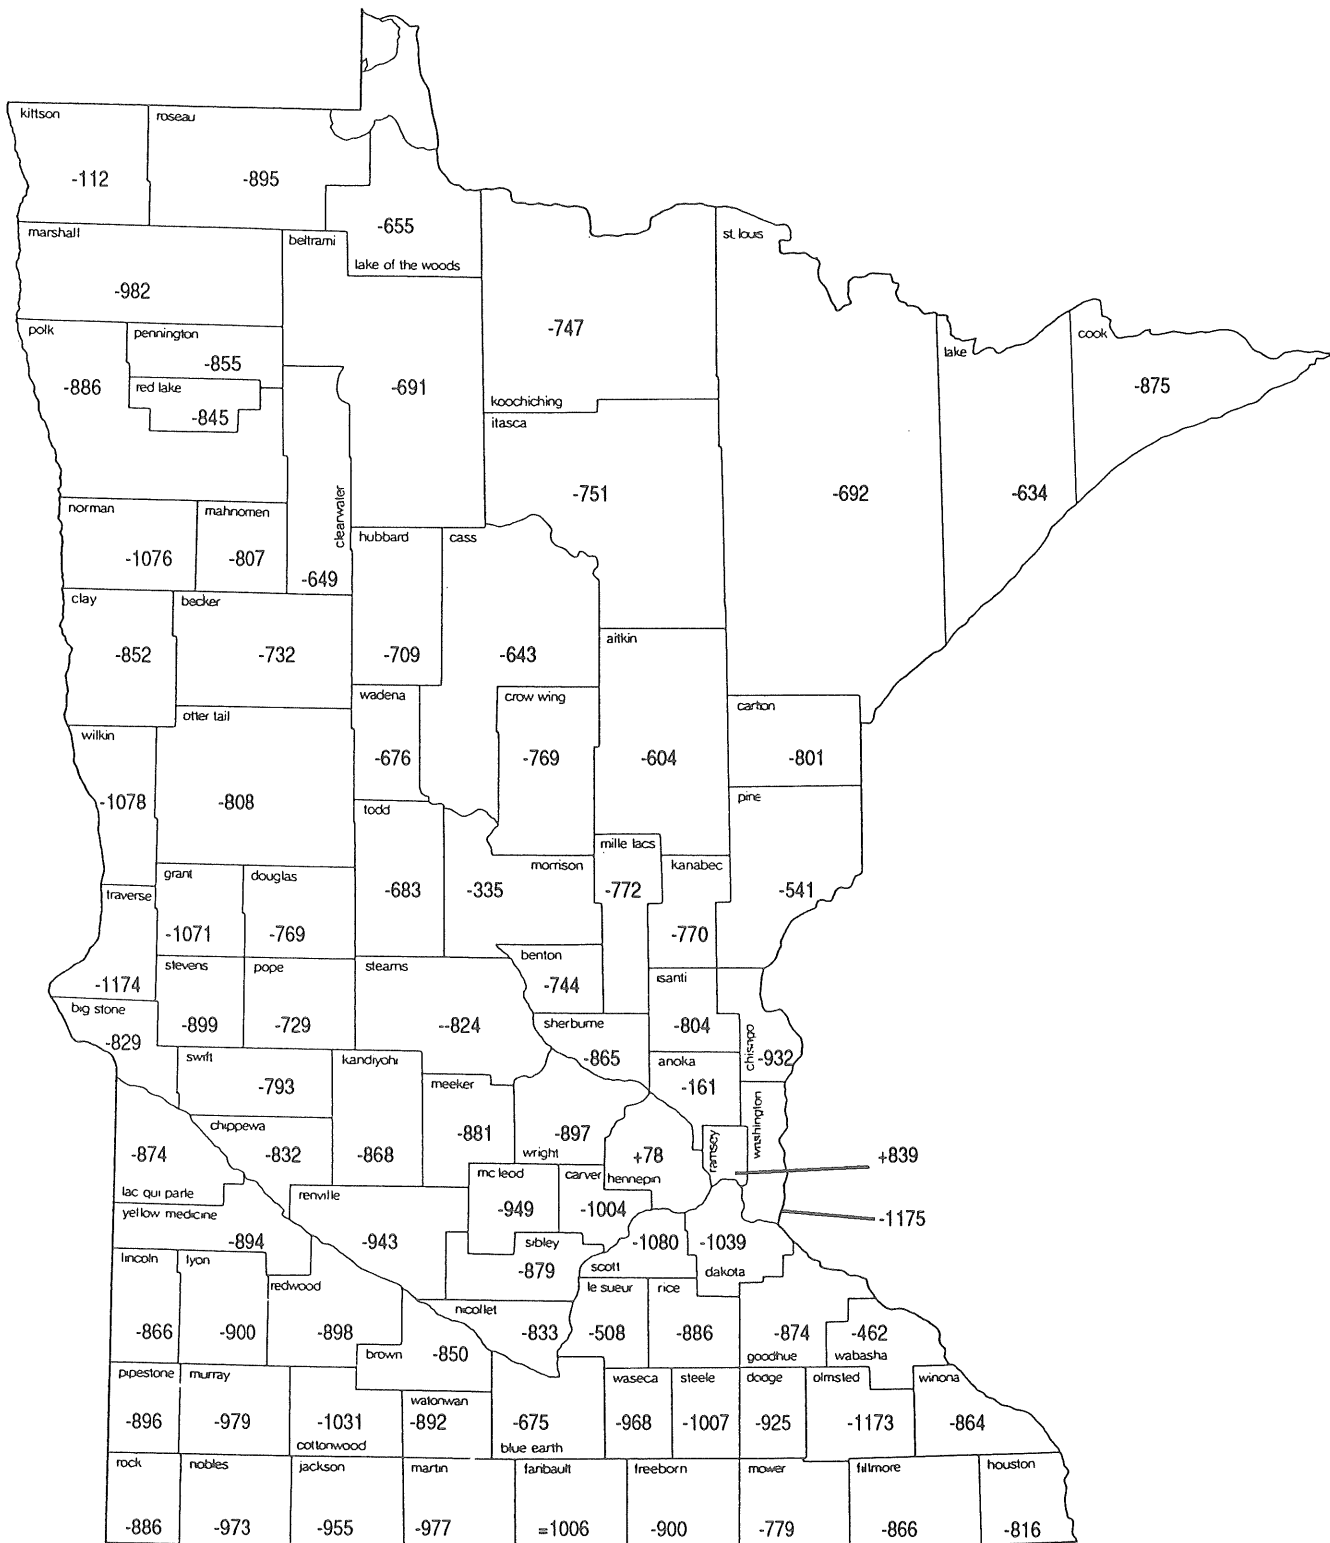 kittson
roseau
-112
-895
-655
lake of the woods
marshall
beltrami
st. louis
-982
-747
polk
pennington
-855
lake
cook
-886
red lake
-845
-691
-875
koochiching
itasca
-751
-692
-634
clearwater
norman
mahnomen
-1076
-807
-649
hubbard
cass
clay
becker
-852
-732
-709
-643
aitkin
wadena
crow wing
carlton
otter tail
wilkin
-676
-769
-604
-801
-1078
-808
pine
todd
mille lacs
morrison
kanabec
grant
douglas
traverse
-683
-335
-772
-541
-1071
-769
-770
benton
stevens
pope
stearns
isanti
-1174
-744
big stone
-899
-729
--824
sherburne
-804
chisago
-829
-865
-932
swift
kandiyohi
anoka
-793
meeker
-161
washington
chippewa
-881
-897
-874
-832
-868
wright
+78
ramsey
+839
mc leod
carver
hennepin
lac qui parle
renville
-949
-1004
yellow medicine
-1175
-894
-943
sibley
-1080
-1039
lincoln
lyon
-879
scott
dakota
redwood
le sueur
rice
nicollet
-866
-900
-898
-833
-508
-886
-874
-462
brown
-850
goodhue
wabasha
pipestone
murray
waseca
steele
dodge
olmsted
winona
watonwan
-896
-979
-1031
-892
-675
-968
-1007
-925
-1173
-864
cottonwood
blue earth
rock
nobles
jackson
martin
faribault
freeborn
mower
fillmore
houston
-886
-973
-955
-977
=1006
-900
-779
-866
-816